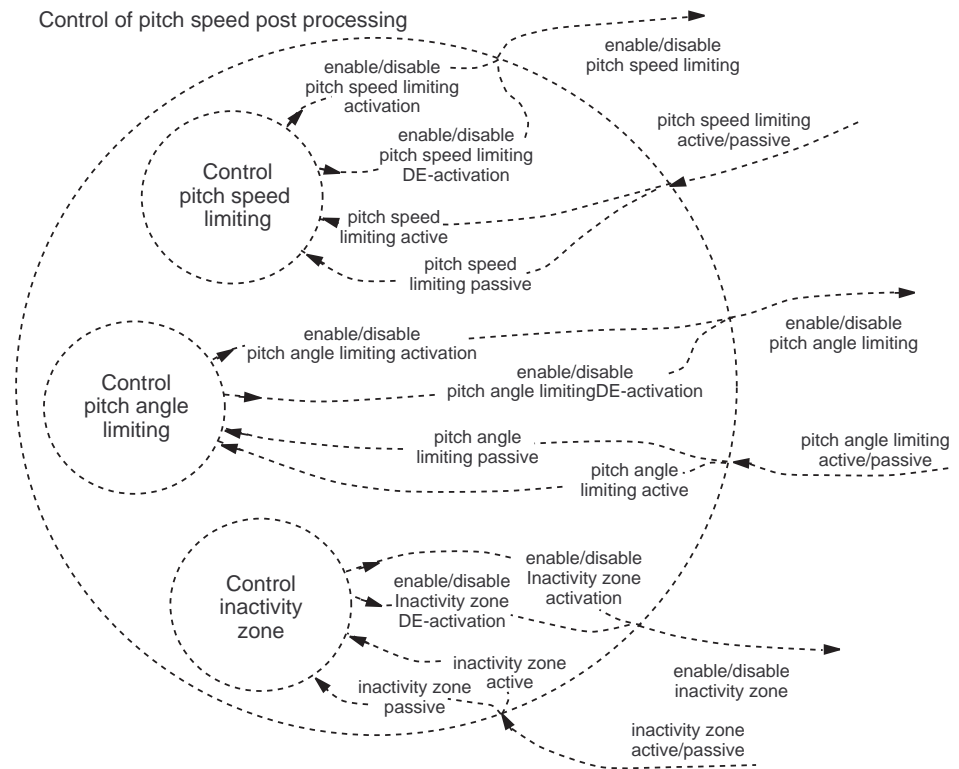 Control of pitch speed post processing
enable/disable
pitch speed limiting
enable/disable
pitch speed limiting
activation
pitch speed limiting
active/passive
enable/disable
pitch speed limiting
DE-activation
Control
pitch speed
limiting
pitch speed
limiting active
pitch speed
limiting passive
enable/disable
pitch angle limiting
enable/disable
pitch angle limiting activation
enable/disable
pitch angle limitingDE-activation
Control
pitch angle
limiting
pitch angle
limiting passive
pitch angle limiting
active/passive
pitch angle
limiting active
enable/disable
Inactivity zone
activation
enable/disable
Inactivity zone
DE-activation
Control
inactivity
zone
inactivity zone
active
inactivity zone
passive
enable/disable
inactivity zone
inactivity zone
active/passive